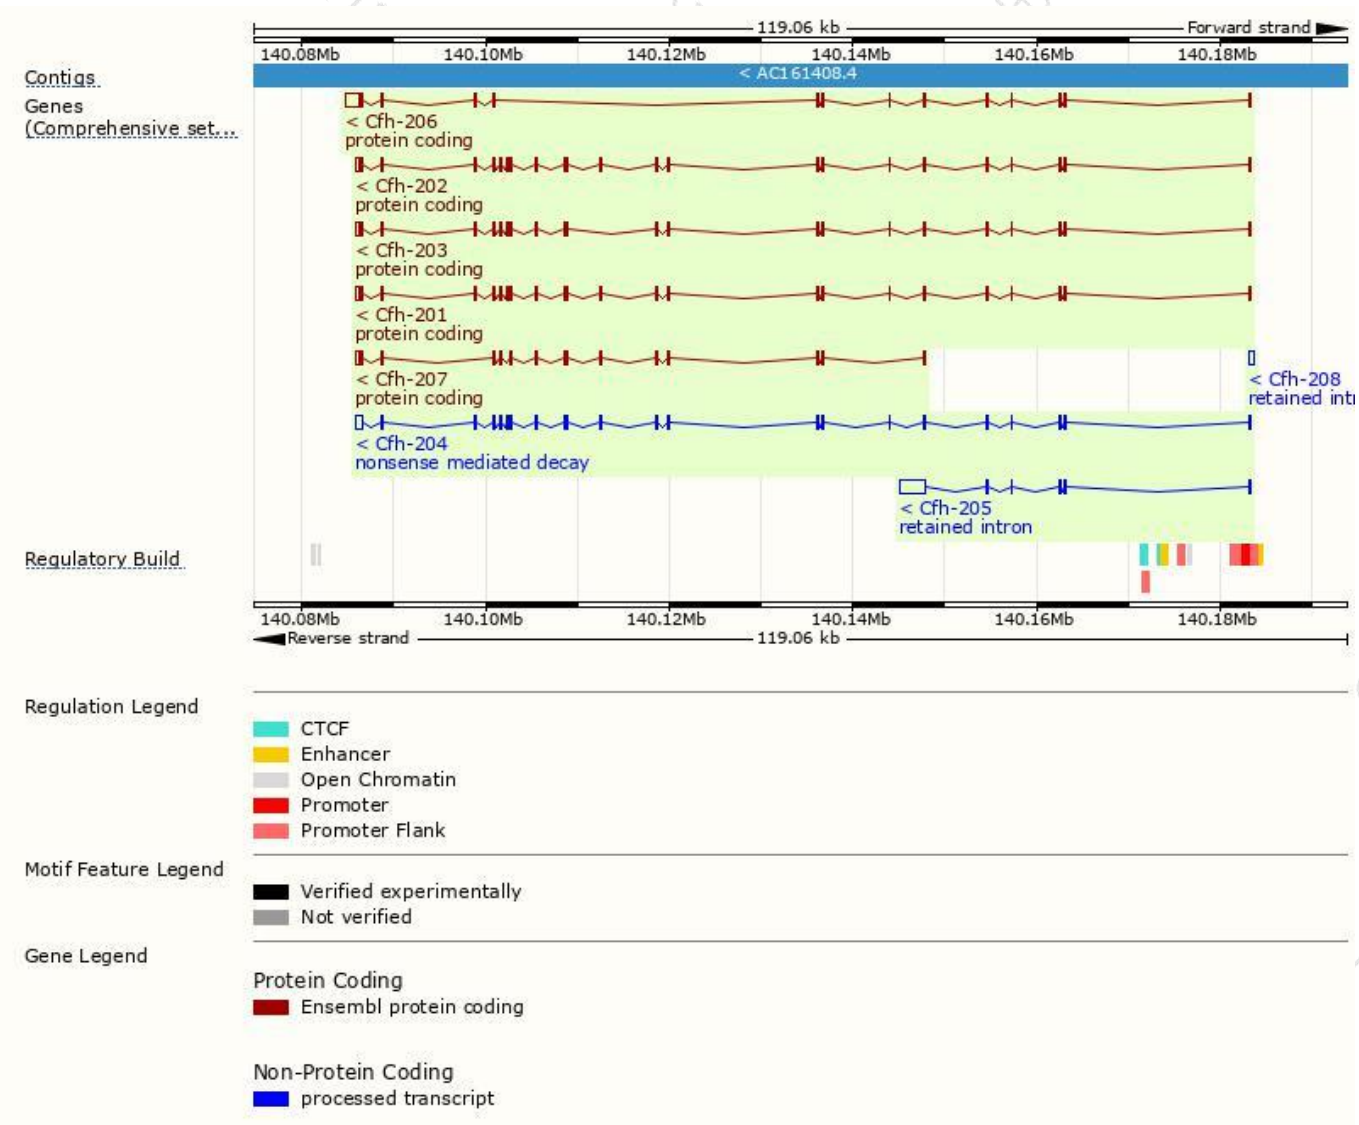 119.06 kb Forward strand
140.08Mb 140.10Mb 140.12Mb 140.14Mb 140.16Mb 140.18Mb
Contigs
< AC161408.4
Genes
(Comprehensive set...
< Cfh-206
protein coding
< Cfh-202
protein coding
< Cfh-203
protein coding
< Cfh-201
protein coding
< Cfh-207
protein coding
< Cfh-208
retained intr
< Cfh-204
nonsense mediated decay
< Cfh-205
retained intron
Regulatory Build
140.08Mb 140.10Mb 140.12Mb 140.14Mb 140.16Mb 140.18Mb
Reverse strand 119.06 kb
Regulation Legend
CTCF
Enhancer
Open Chromatin
Promoter
Promoter Flank
Motif Feature Legend
Verified experimentally
Not verified
Gene Legend
Protein Coding
Ensembl protein coding
Non-Protein Coding
processed transcript